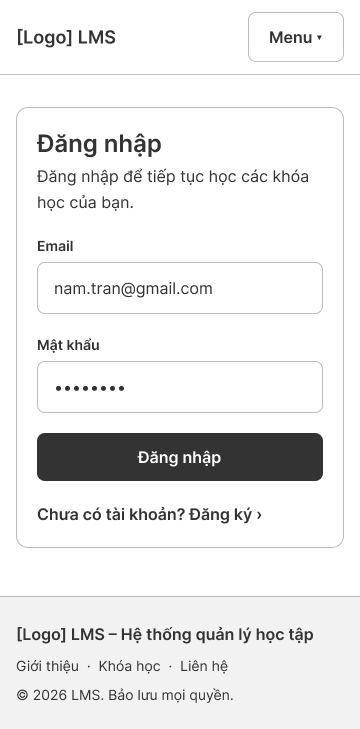 [Logo] LMS
Menu ▾
Đăng nhập
Đăng nhập để tiếp tục học các khóa
học của bạn.
Email
nam.tran@gmail.com
Mật khẩu
••••••••
Đăng nhập
Chưa có tài khoản? Đăng ký ›
[Logo] LMS – Hệ thống quản lý học tập
Giới thiệu · Khóa học · Liên hệ
© 2026 LMS. Bảo lưu mọi quyền.